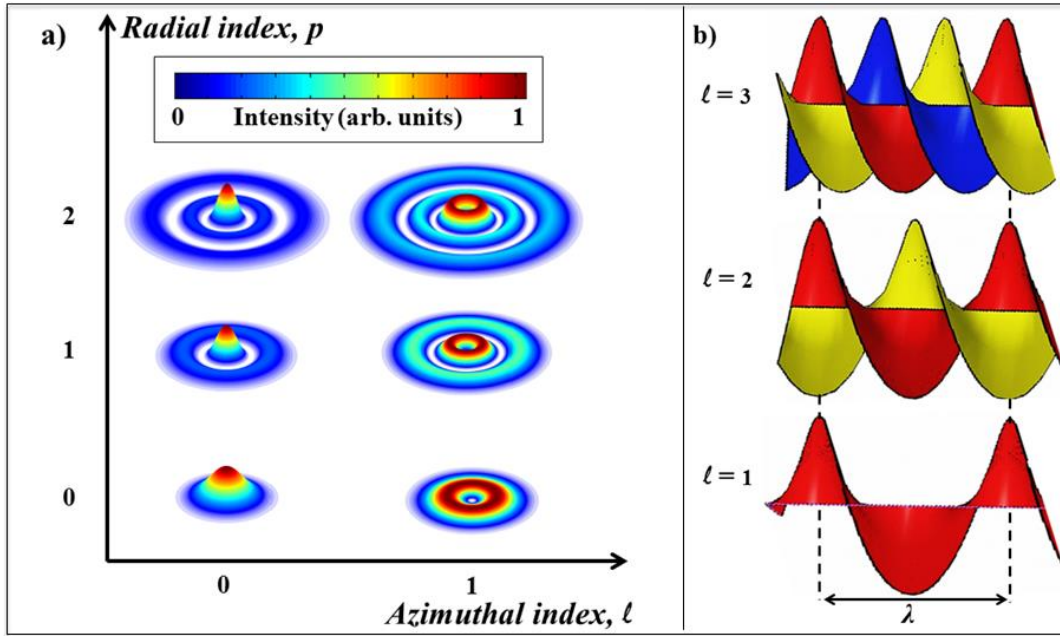 a)
Radial index, p
0 1
Intensity (arb. units)
2
1
0
0 1
Azimuthal index, ℓ
b)
ℓ = 3
ℓ = 2
ℓ = 1
λ